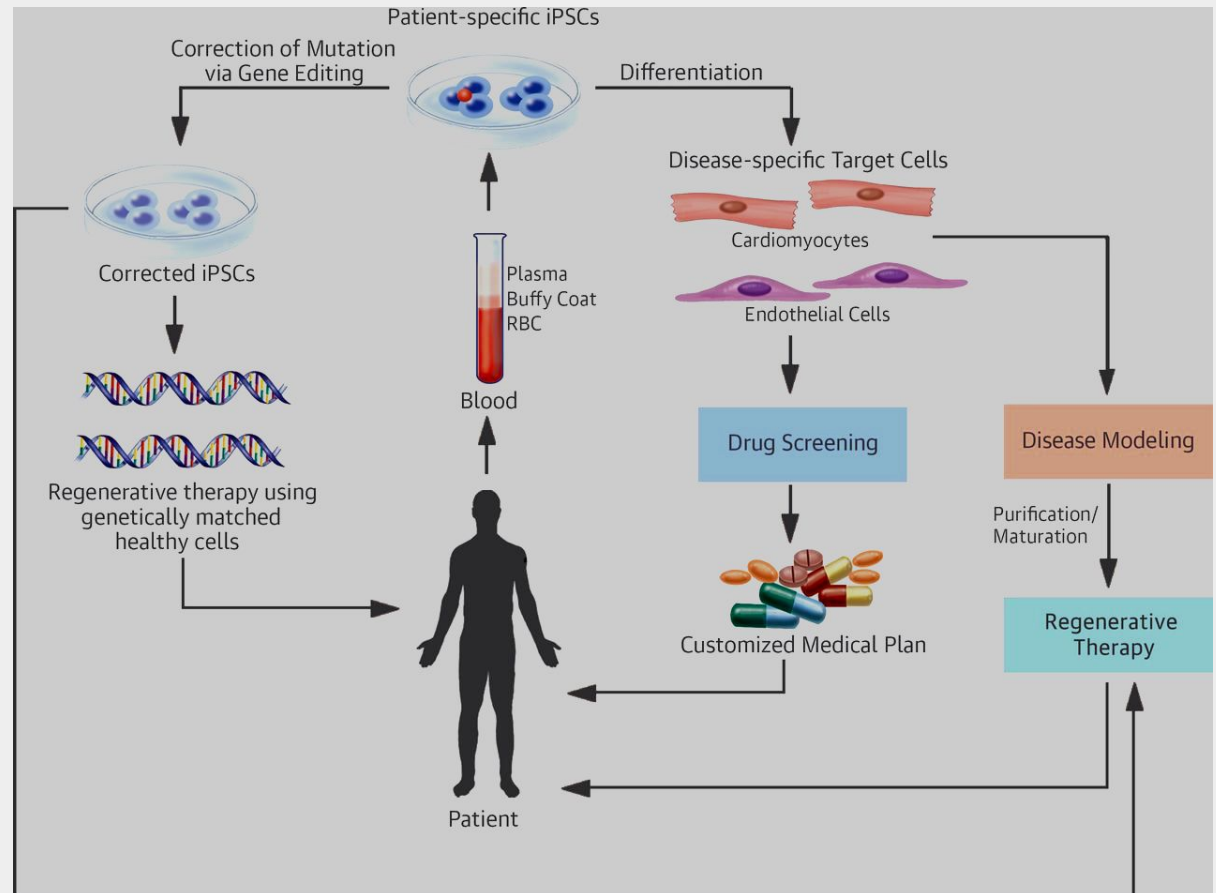 Patient-specific iPSCs
Correction of Mutation
via Gene Editing
Differentiation
Disease-specific Target Cells
Cardiomyocytes
Endothelial Cells
Corrected iPSCs
Plasma
Buffy Coat
RBC
Blood
Drug Screening
Disease Modeling
Regenerative therapy using
genetically matched
healthy cells
Purification/
Maturation
Customized Medical Plan
Regenerative
Therapy
Patient